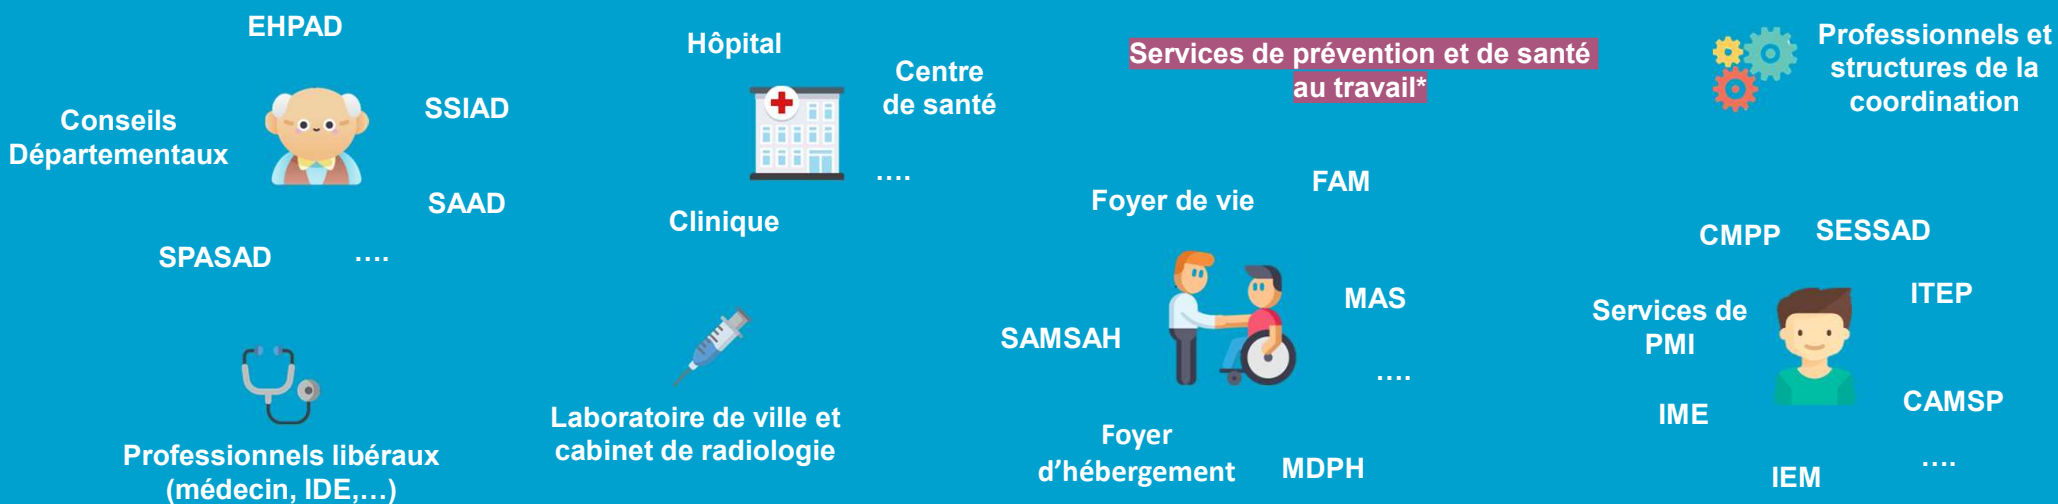 EHPAD
Conseils
Départementaux
SSIAD
SAAD
SPASAD
....
Hôpital
Centre
de santé
....
Clinique
Services de prévention et de santé
au travail*
Professionnels et
structures de la
coordination
Professionnels libéraux
(médecin, IDE,...)
Laboratoire de ville et
cabinet de radiologie
Foyer de vie
FAM
SAMSAH
MAS
....
Foyer
d’hébergement
MDPH
CMPP
SESSAD
Services de
PMI
ITEP
IME
CAMSP
....
IEM